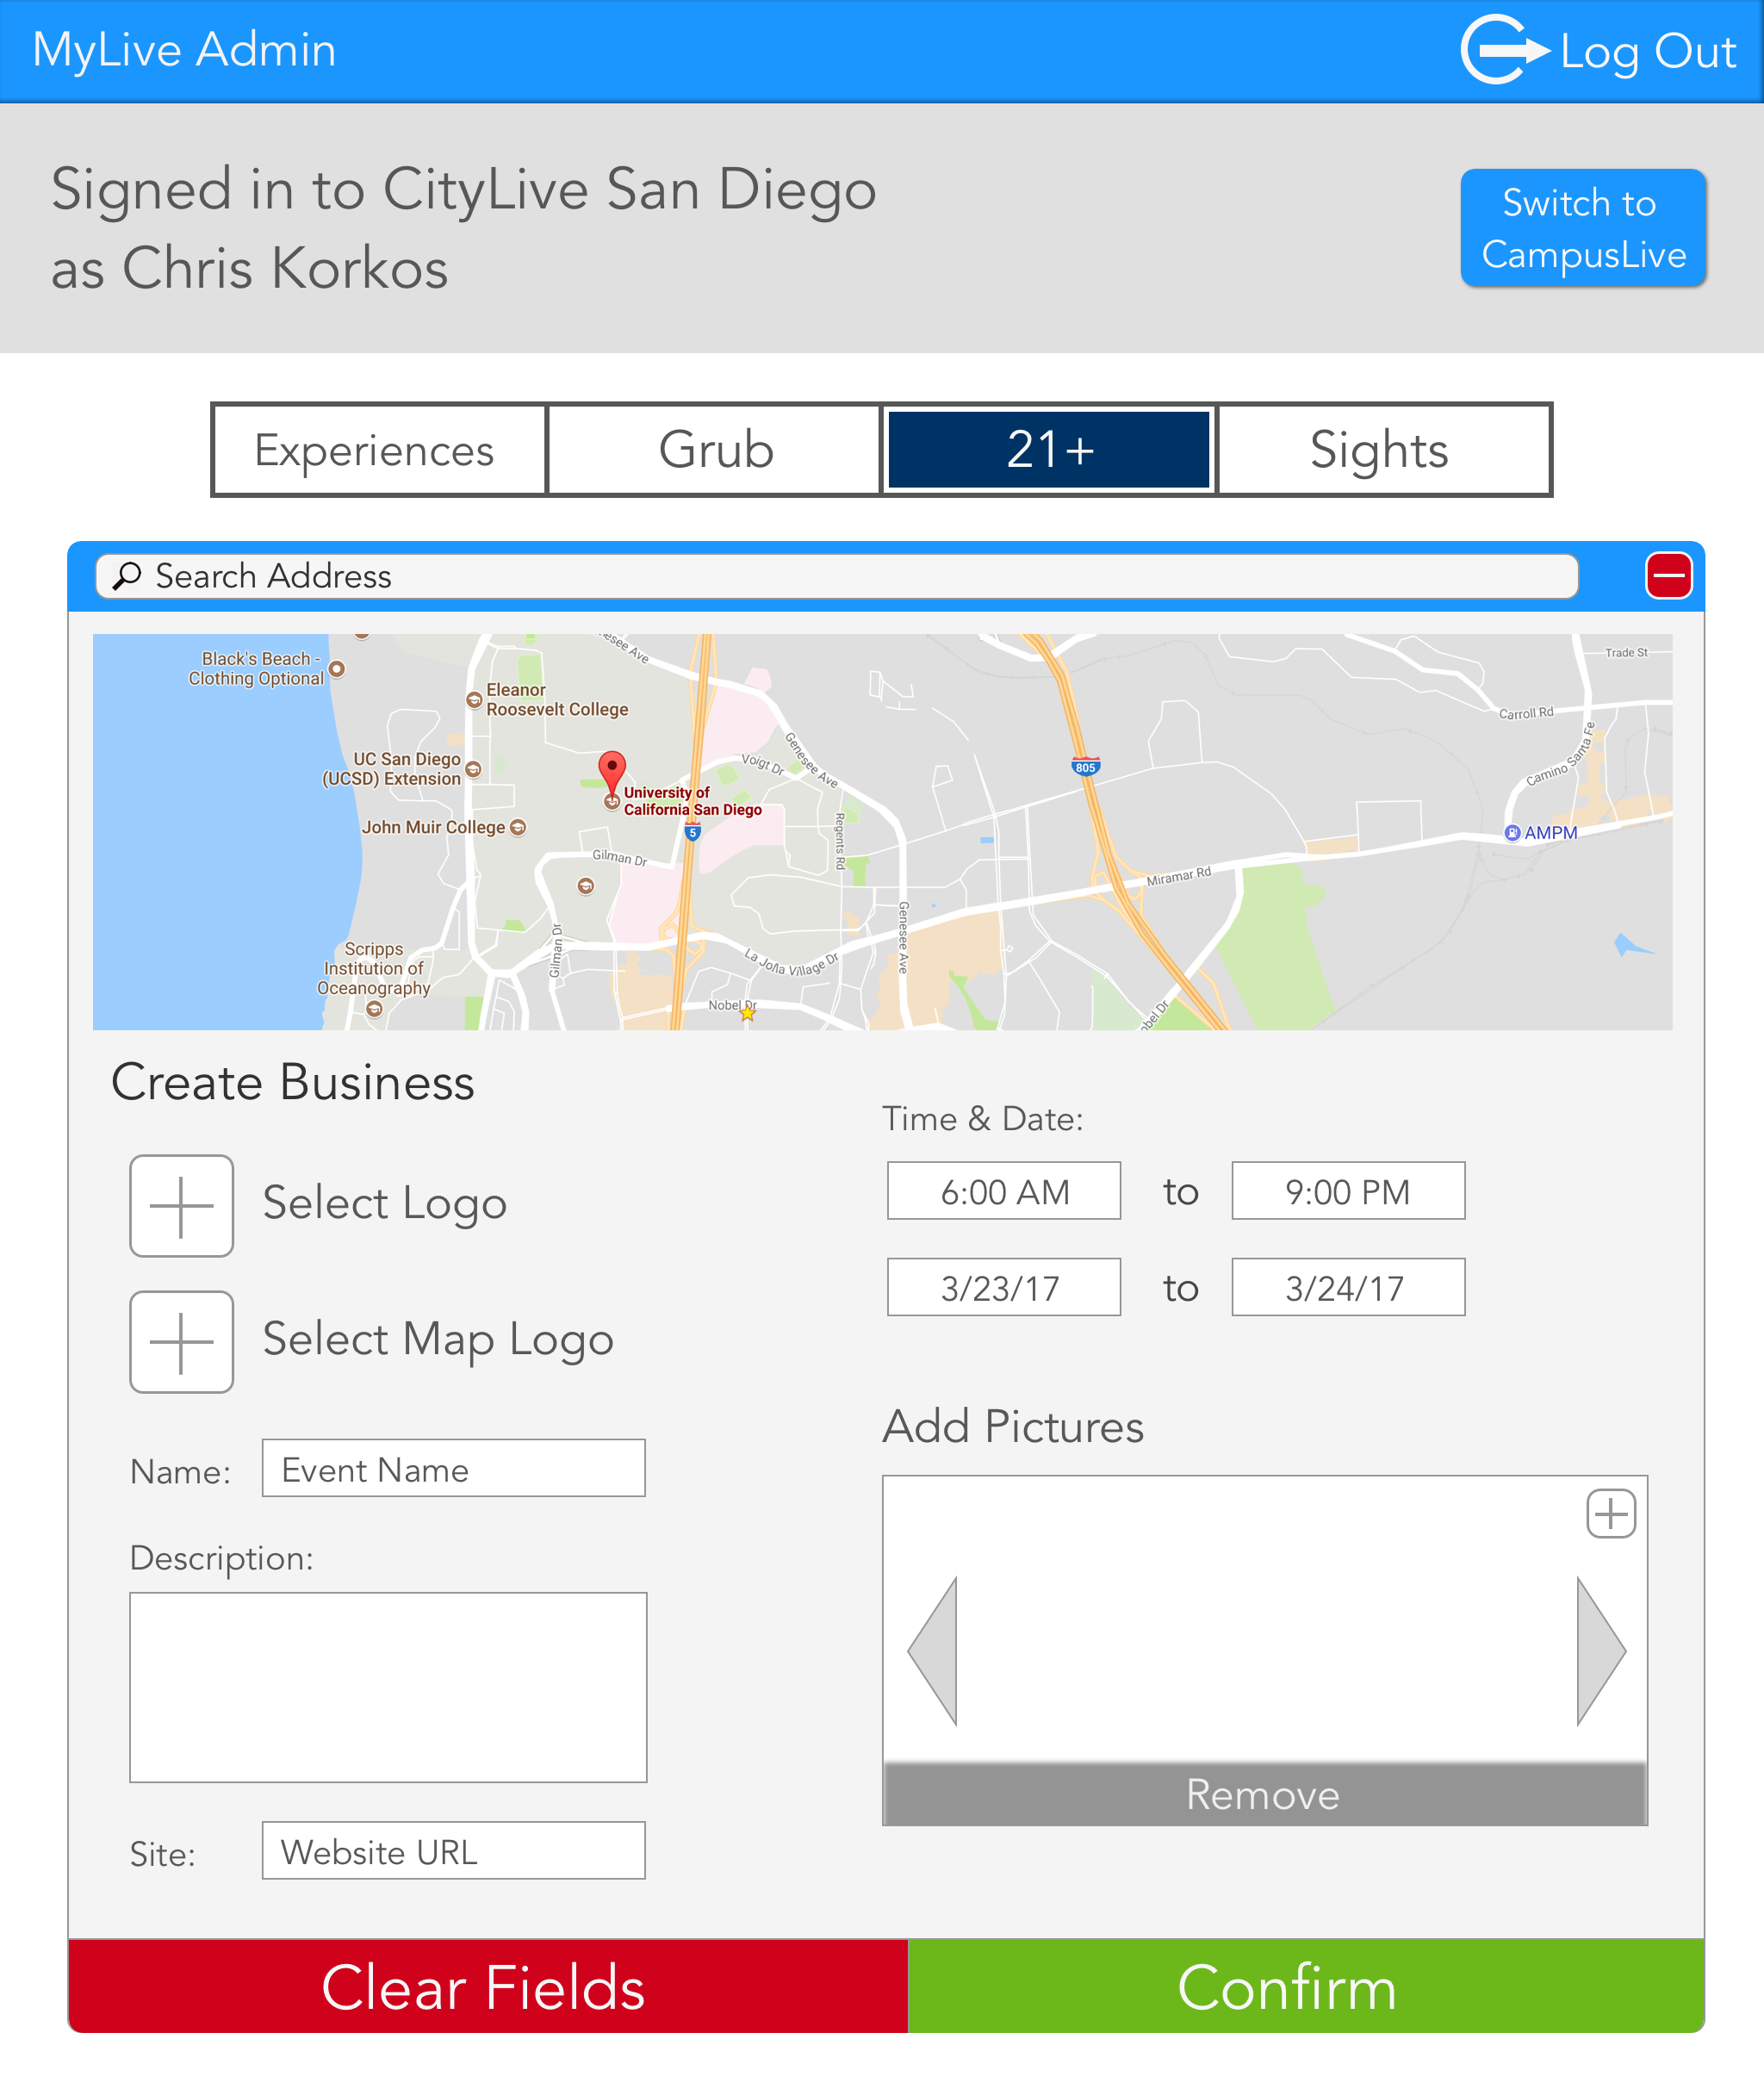 MyLive Admin
Log Out
Signed in to CityLive San Diego
as Chris Korkos
Switch to
CampusLive
Experiences
Grub
21+
Sights
Search Address
Black's Beach -
Clothing Optional
Eleanor
Roosevelt College
UC San Diego
(UCSD) Extension
University of
California San Diego
John Muir College
Scripps
Institution of
Oceanography
esee Ave
Genesee Ave
Voigt Dr
5
Regents Rd
Gilman Dr
Gilman Dr
Genesee Ave
La Jolla Village Dr
Nobel Dr
805
Miramar Rd
obel Dr
Trade St
Carroll Rd
Camino Santa Fe
AMPM
Create Business
Select Logo
Select Map Logo
Name:
Event Name
Description:
Site:
Website URL
Time & Date:
6:00 AM
to
9:00 PM
3/23/17
to
3/24/17
Add Pictures
Remove
Clear Fields
Confirm